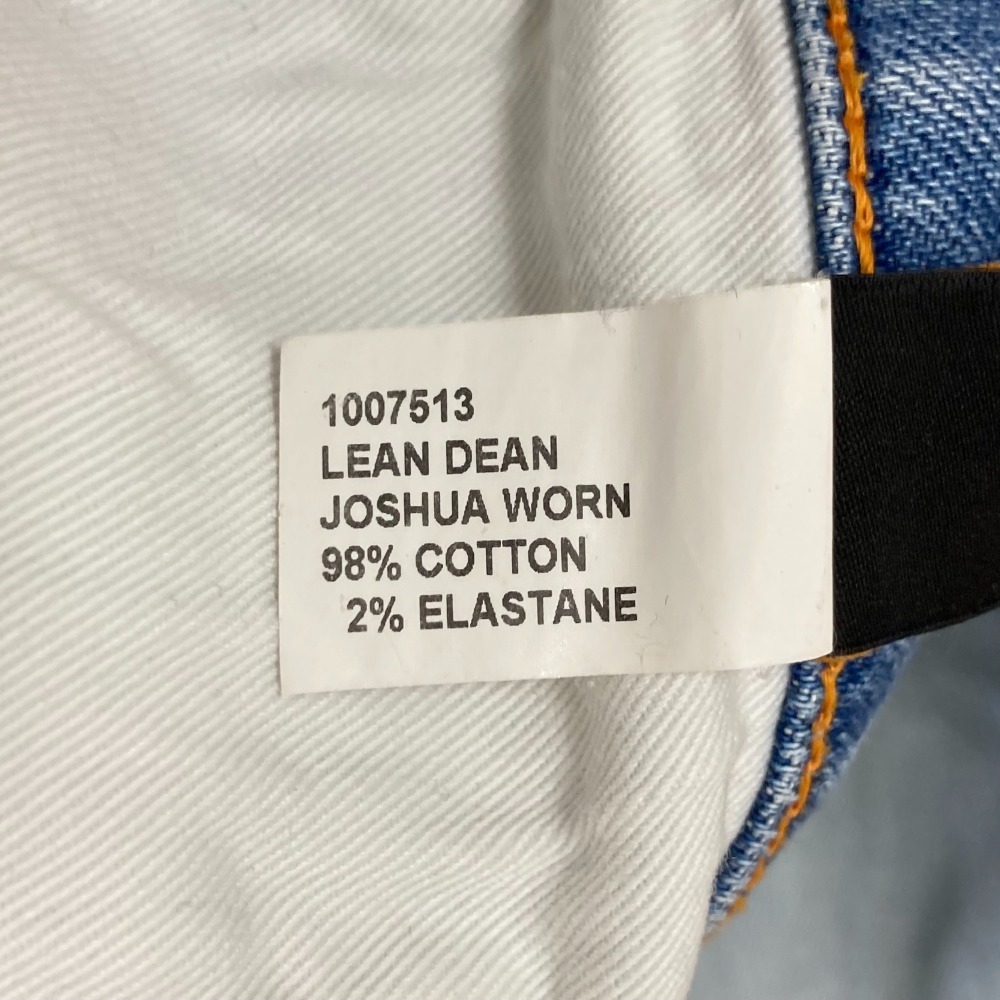 1007513
LEAN DEAN
JOSHUA WORN
98% COTTON
2% ELASTANE